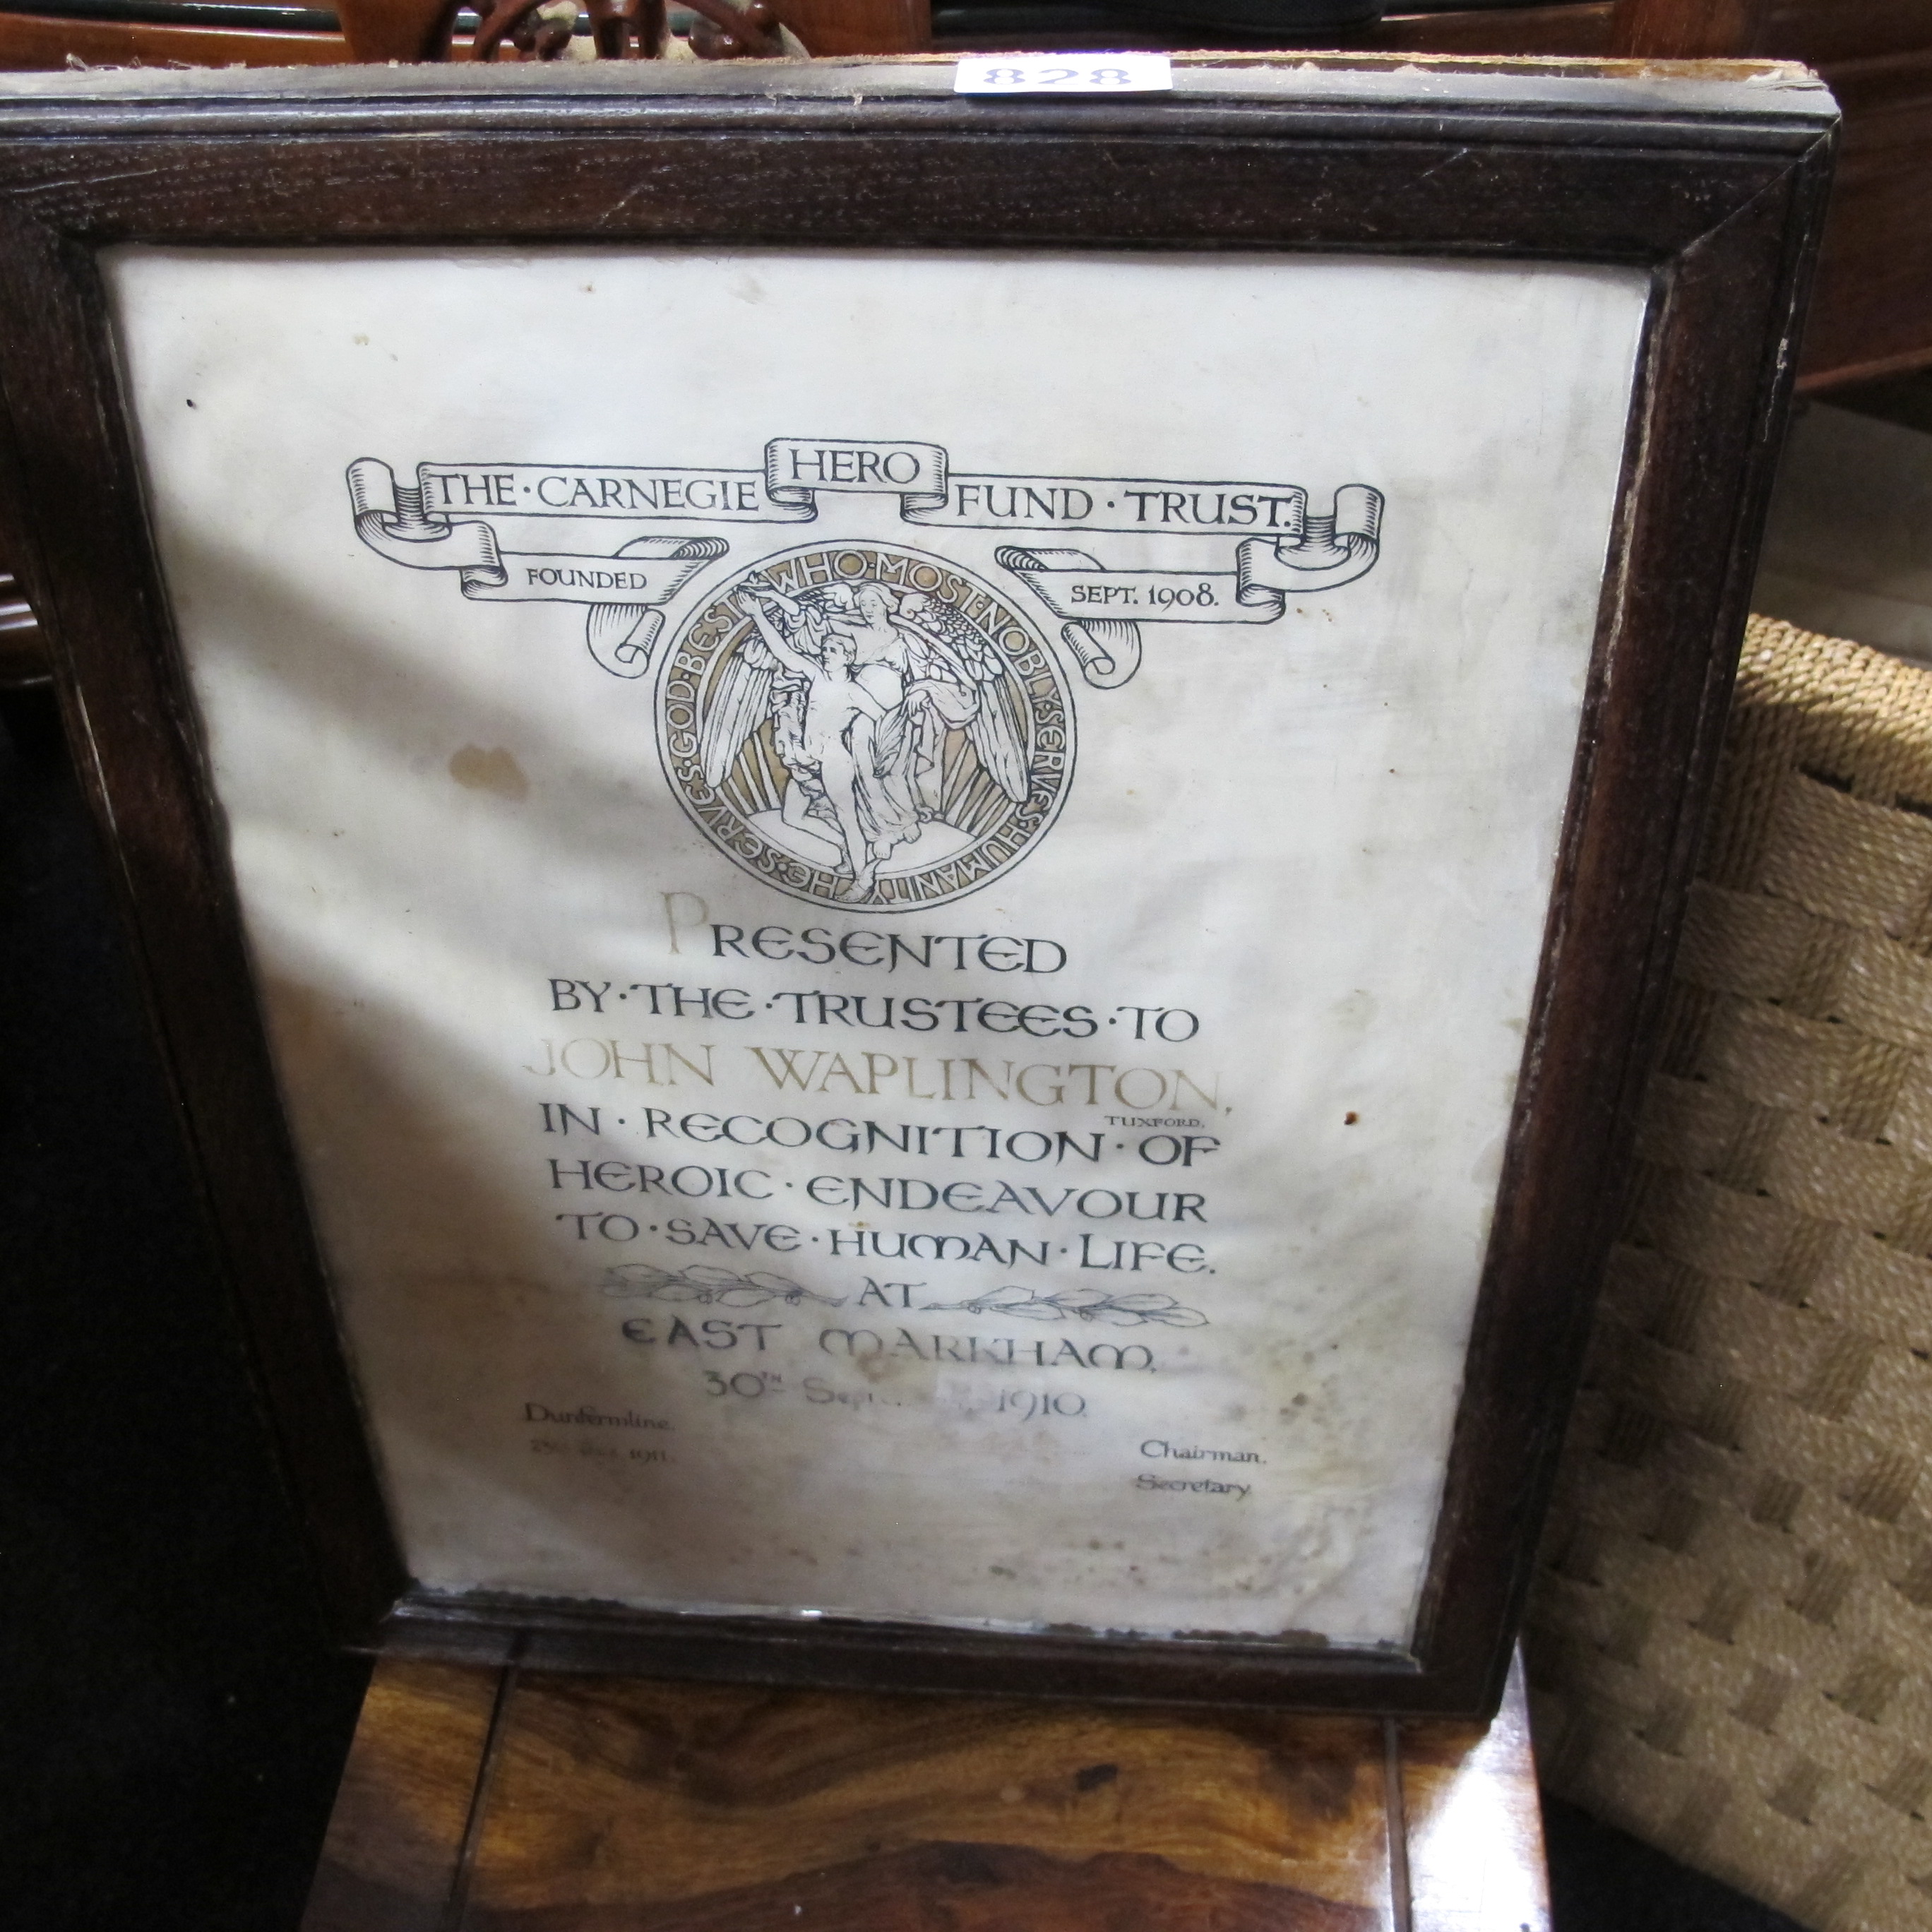 828
THE·CARNEGIE HERO FUND·TRUST.
FOUNDED SEPT. 1908.
HE·SERVES·GOD·BEST·WHO·MOST·NOBLY·SERVES·HUMANITY
PRESENTED
BY·THE·TRUSTEES·TO
JOHN WAPLINGTON,
TUXFORD,
IN·RECOGNITION·OF
HEROIC·ENDEAVOUR
TO·SAVE·HUMAN·LIFE.
AT
EAST MARKHAM,
30TH 1910.
Dunfermline.
1911.
Chairman.
Secretary